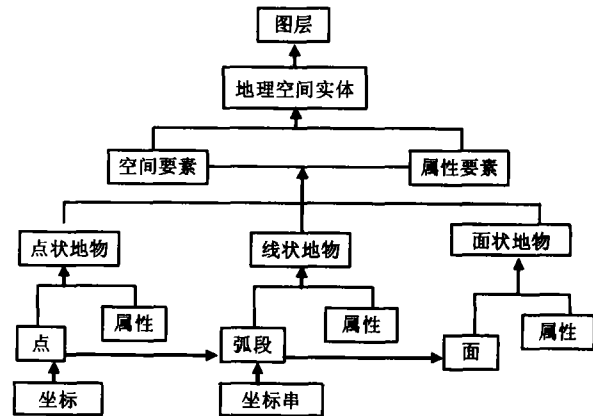 图层
地理空间实体
空间要素
属性要素
点状地物
线状地物
面状地物
属性
属性
属性
点
弧段
面
坐标
坐标串